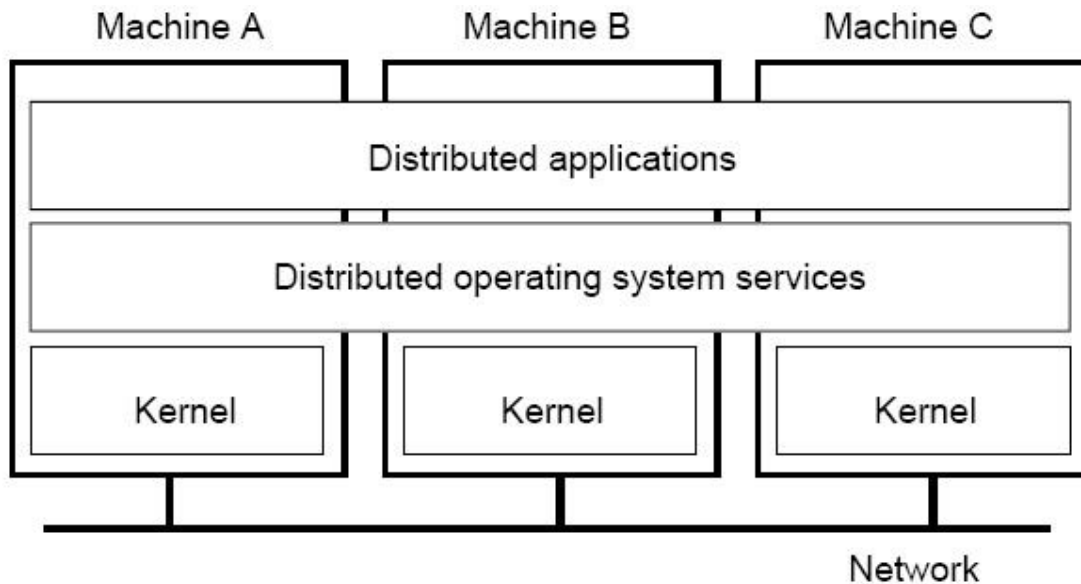 Machine A
Machine B
Machine C
Distributed applications
Distributed operating system services
Kernel
Kernel
Kernel
Network